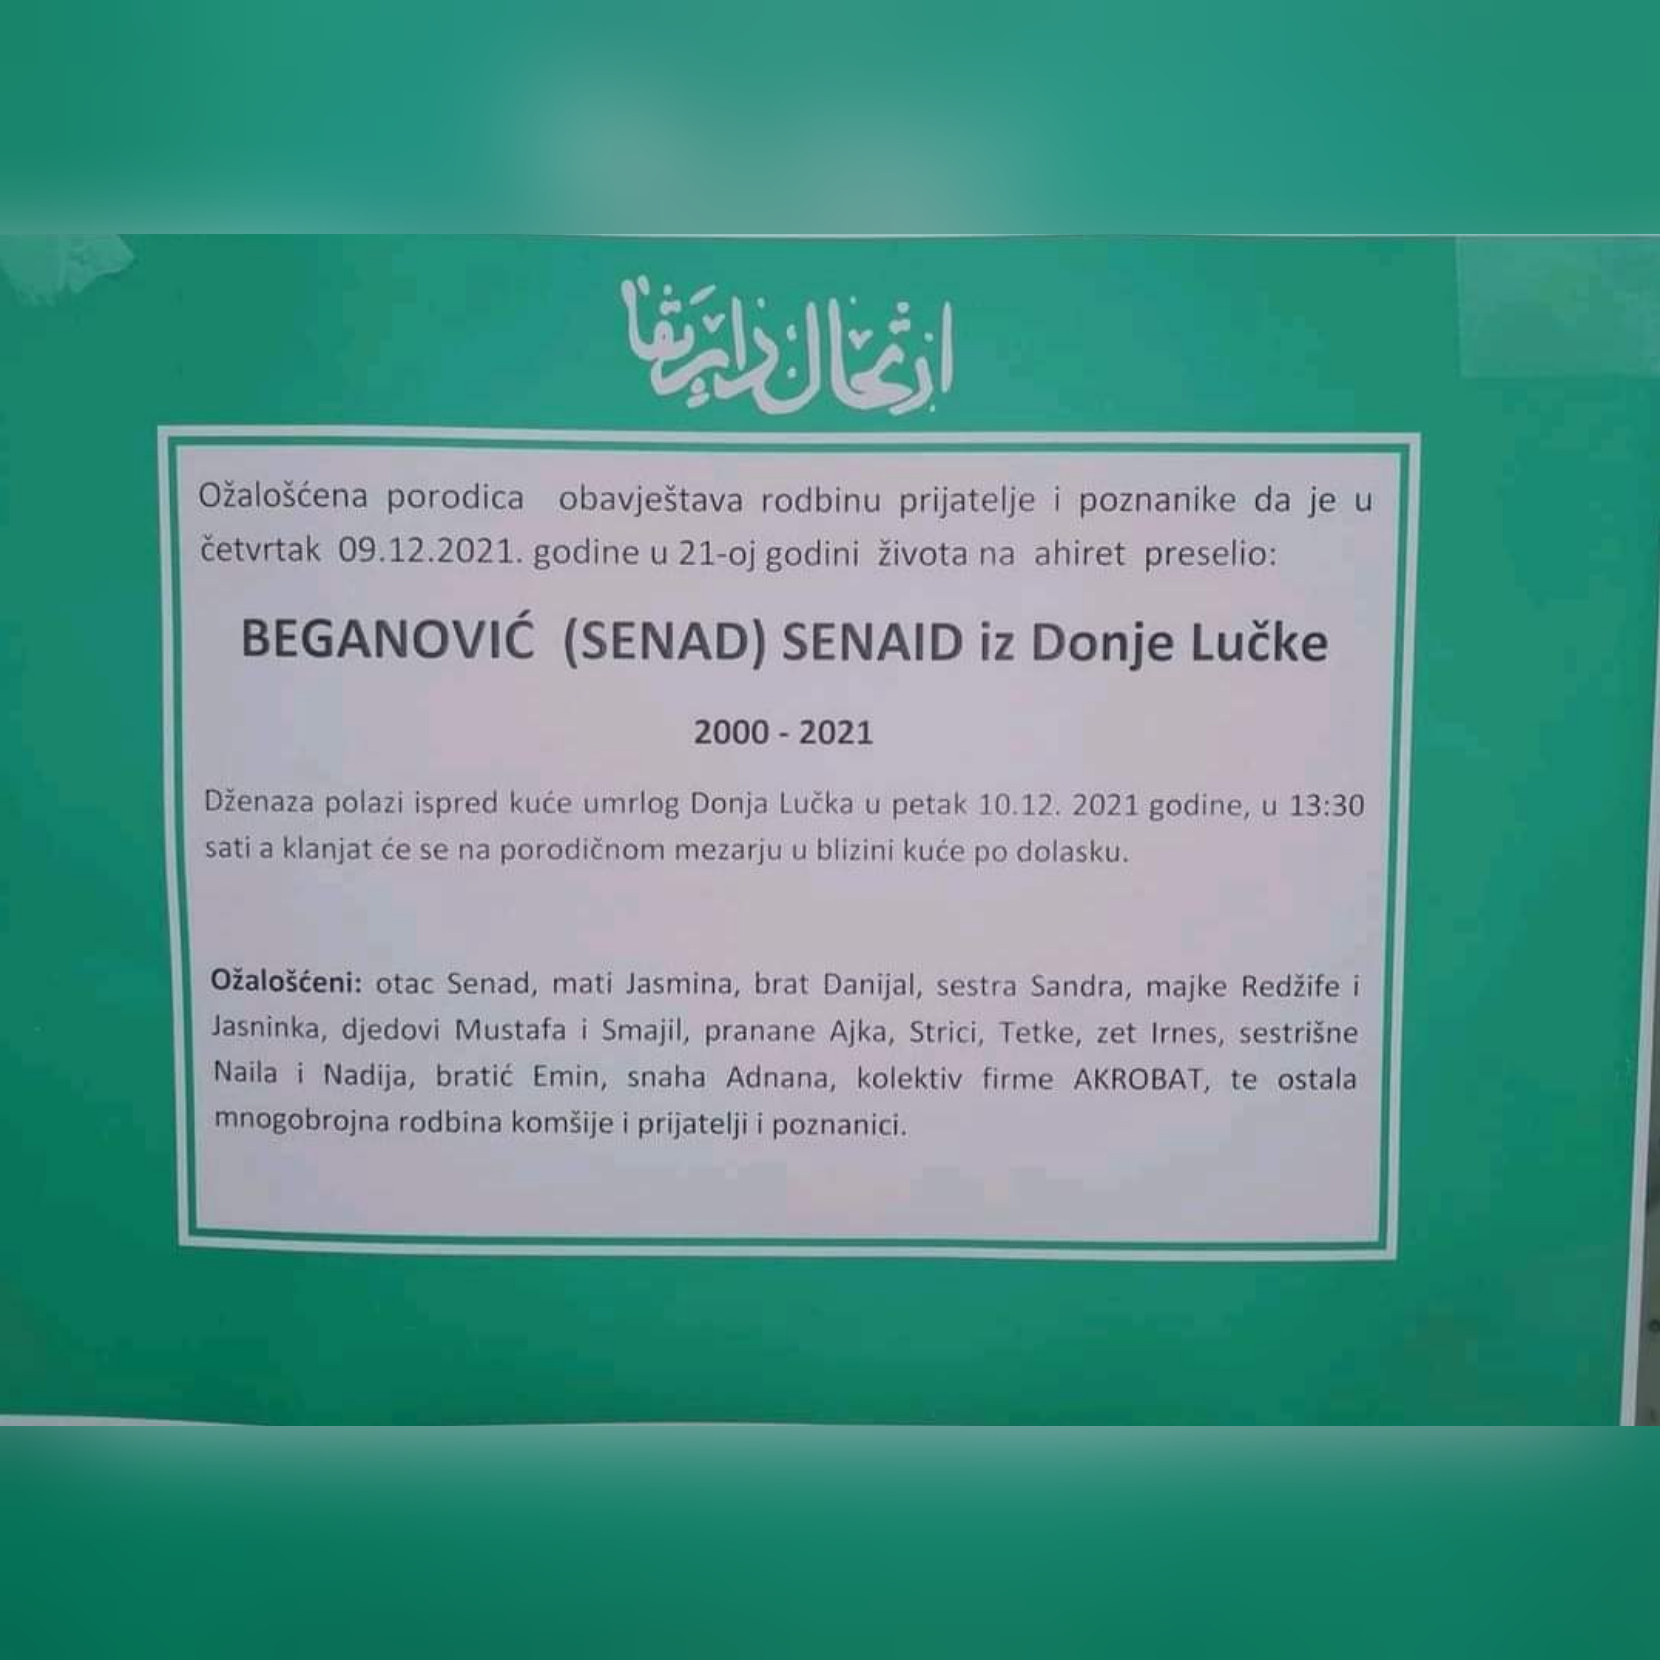 ارتحال دار بقا
Ožalošćena porodica obavještava rodbinu prijatelje i poznanike da je u
četvrtak 09.12.2021. godine u 21-oj godini života na ahiret preselio:
BEGANOVIĆ (SENAD) SENAID iz Donje Lučke
2000 - 2021
Dženaza polazi ispred kuće umrlog Donja Lučka u petak 10.12. 2021 godine, u 13:30
sati a klanjat će se na porodičnom mezarju u blizini kuće po dolasku.
Ožalošćeni: otac Senad, mati Jasmina, brat Danijal, sestra Sandra, majke Redžife i
Jasninka, djedovi Mustafa i Smajil, pranane Ajka, Strici, Tetke, zet Irnes, sestrišne
Naila i Nadija, bratić Emin, snaha Adnana, kolektiv firme AKROBAT, te ostala
mnogobrojna rodbina komšije i prijatelji i poznanici.